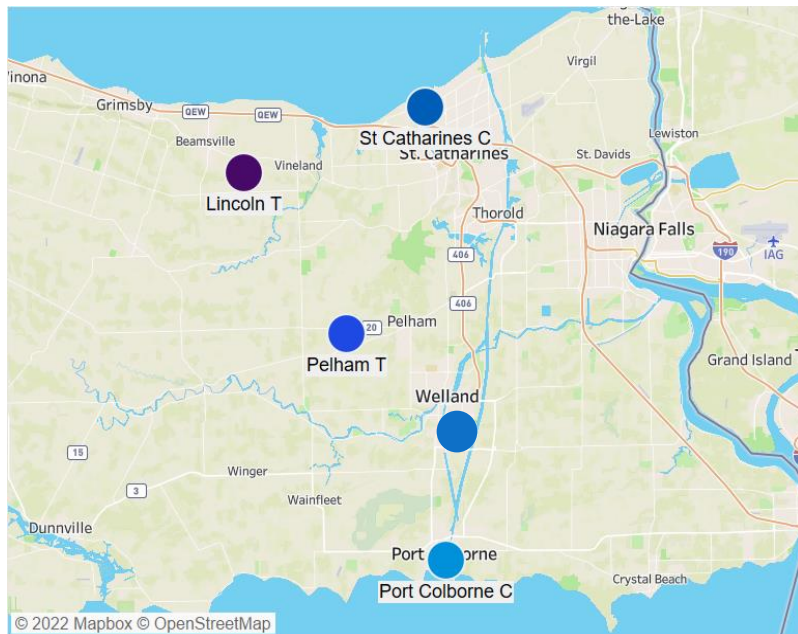 the-Lake
Virgil
Winona
Grimsby
QEW
QEW
Lewiston
St Catharines C
Beamsville
St. Catharines
St. Davids
Vineland
Lincoln T
Thorold
Niagara Falls
190
IAG
406
406
20
Pelham
Grand Island
Pelham T
Welland
15
Winger
3
Wainfleet
Dunnville
Port
borne
Crystal Beach
Port Colborne C
© 2022 Mapbox © OpenStreetMap